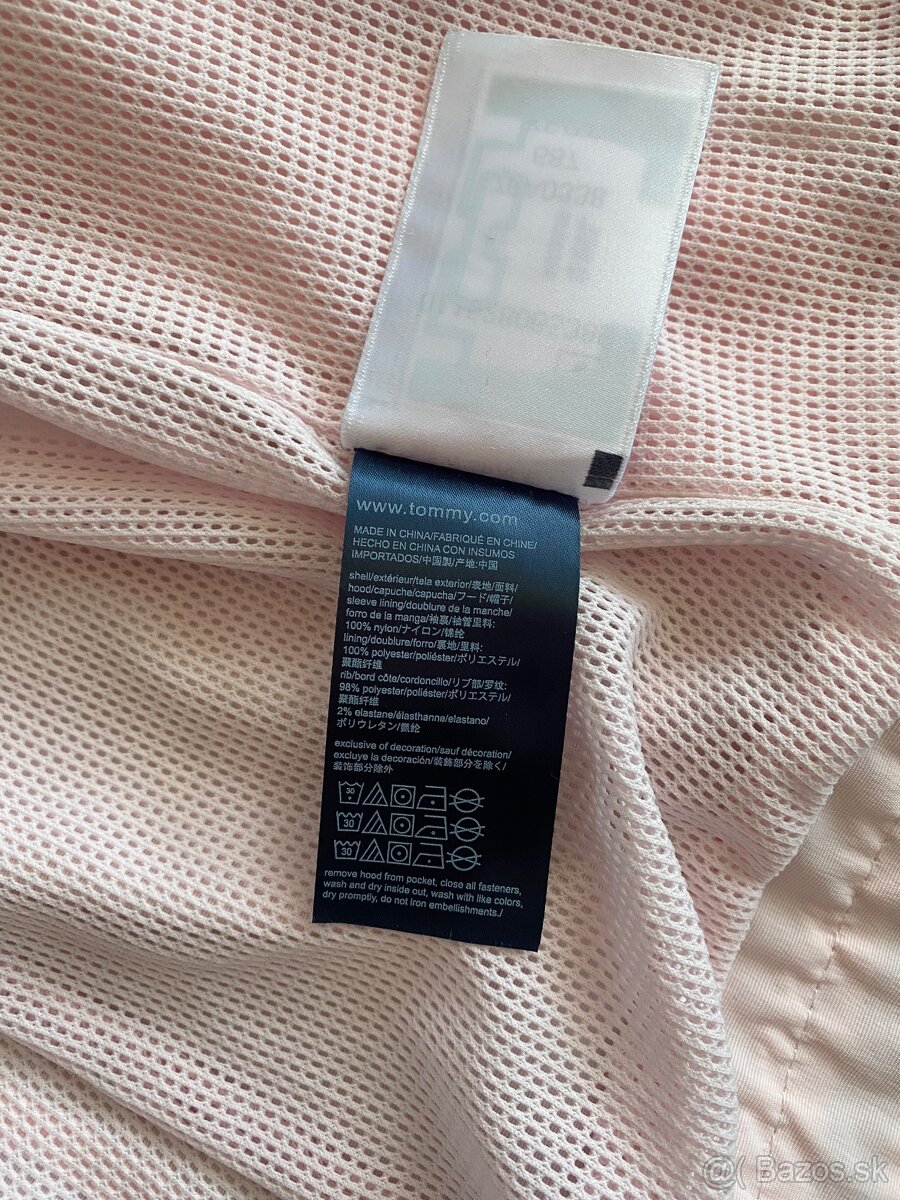 www.tommy.com
MADE IN CHINA/FABRIQUÉ EN CHINE/
HECHO EN CHINA CON INSUMOS
IMPORTADOS/中国製/产地:中国
shell/extérieur/tela exterior/表地/面料/
hood/capuche/capucha/フード/帽子/
sleeve lining/doublure de la manche/
forro de la manga/袖裏/袖管里料:
100% nylon/ナイロン/锦纶
lining/doublure/forro/裏地/里料:
100% polyester/poliéster/ポリエステル/
聚酯纤维
rib/bord côte/cordoncillo/リブ部/罗纹:
98% polyester/poliéster/ポリエステル/
聚酯纤维
2% elastane/élasthanne/elastano/
ポリウレタン/氨纶
exclusive of decoration/sauf décoration/
excluye la decoración/装飾部分を除く/
装饰部分除外
30
30
30
remove hood from pocket, close all fasteners,
wash and dry inside out, wash with like colors,
dry promptly, do not iron embellishments./
@( Bazos.sk